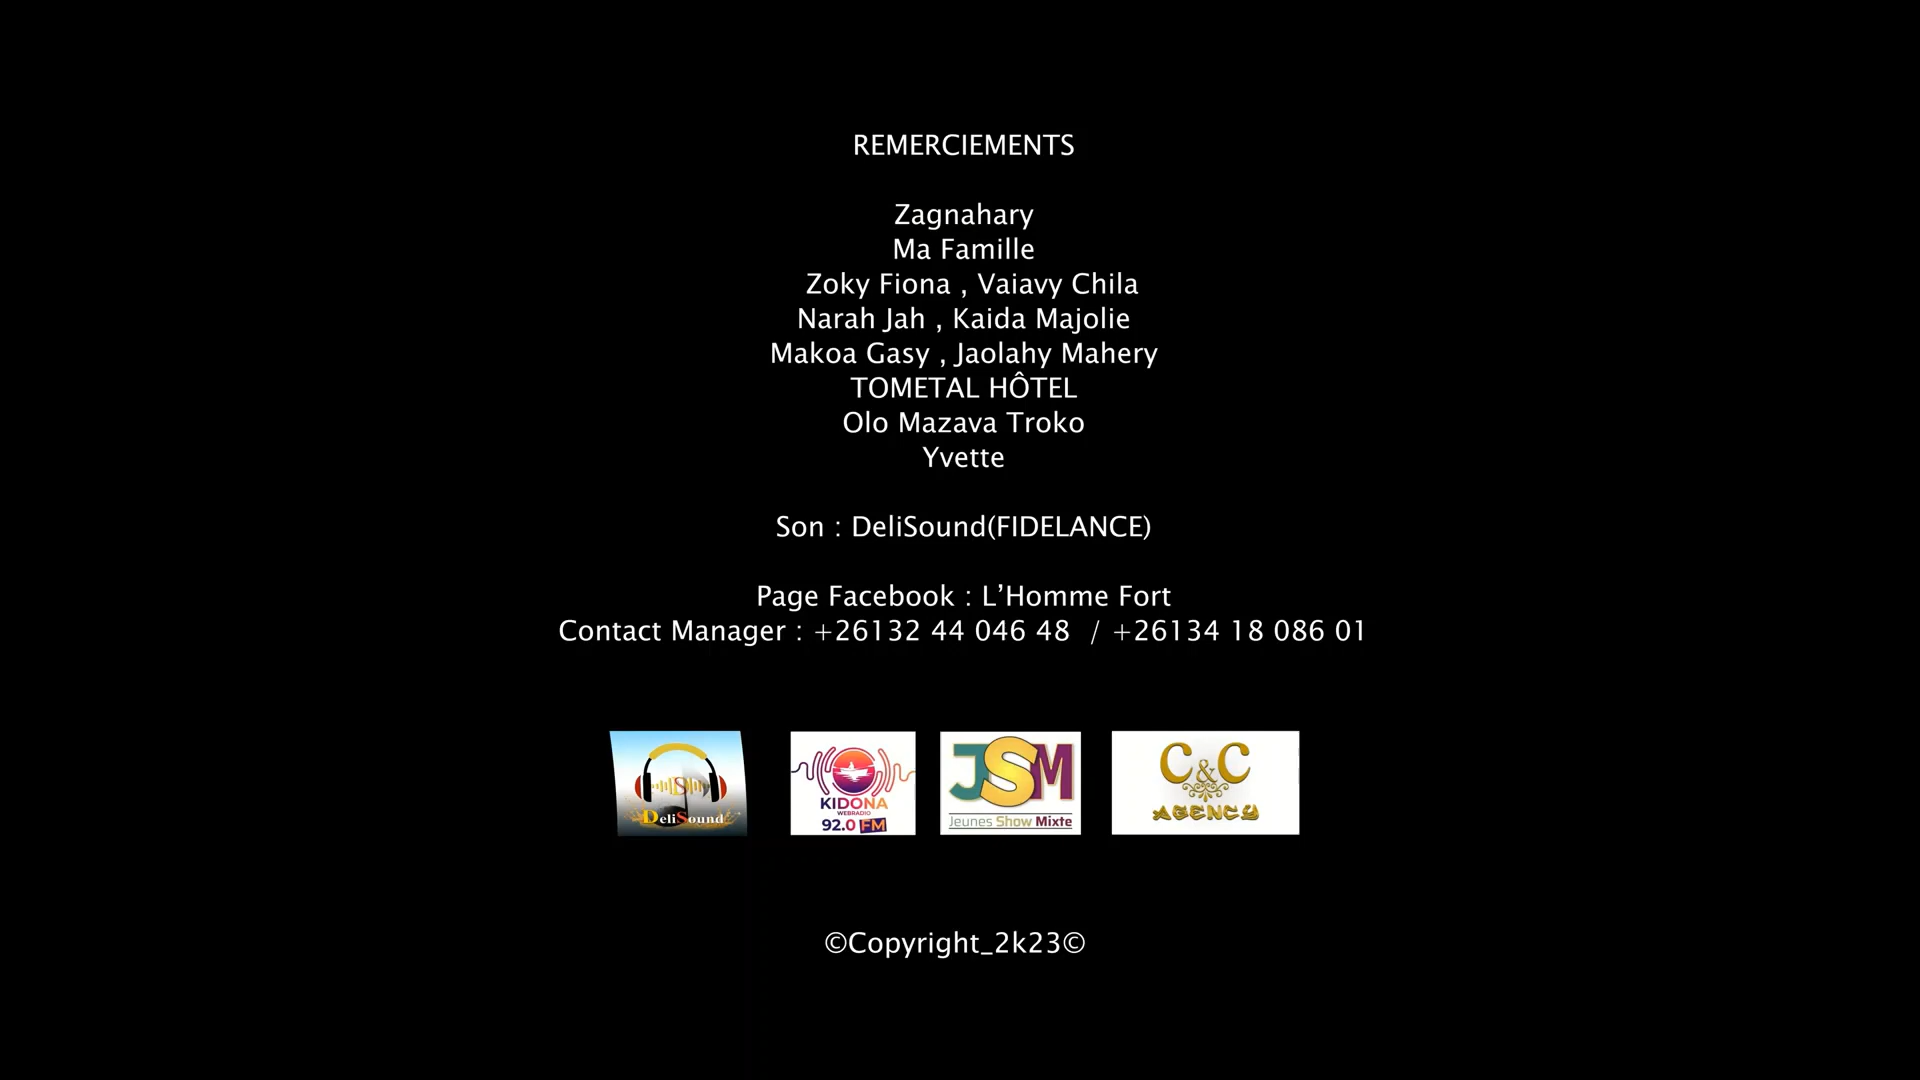 REMERCIEMENTS
Zagnahary
Ma Famille
Zoky Fiona , Vaiavy Chila
Narah Jah , Kaida Majolie
Makoa Gasy , Jaolahy Mahery
TOMETAL HÔTEL
Olo Mazava Troko
Yvette
Son : DeliSound(FIDELANCE)
Page Facebook : L’Homme Fort
Contact Manager : +26132 44 046 48 / +26134 18 086 01
DeliSound
KIDONA
WEBRADIO
92.0 FM
JSM
Jeunes Show Mixte
C&C
AGENCY
©Copyright_2k23©